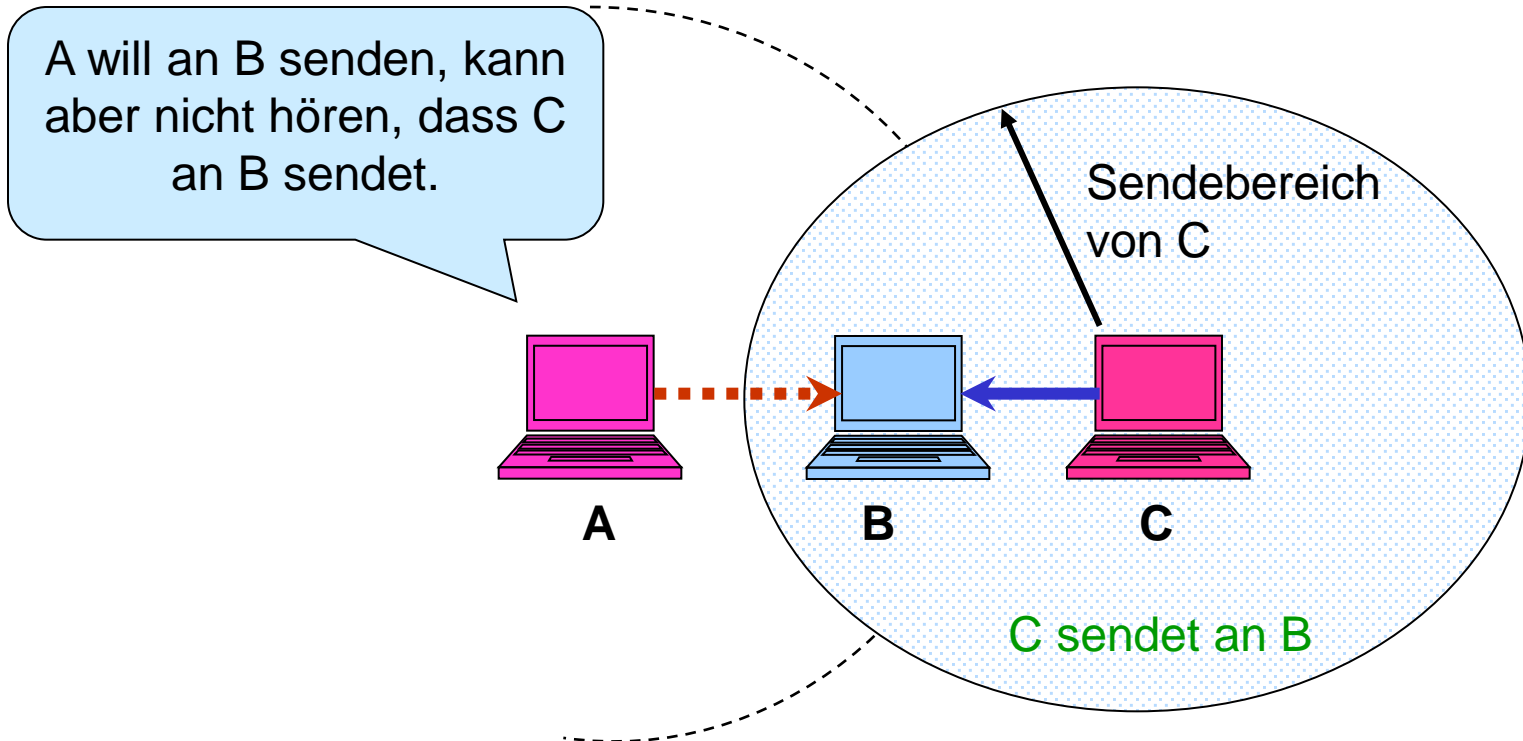 A will an B senden, kann
aber nicht hören, dass C
an B sendet.
Sendebereich
von C
A
B
C
C sendet an B